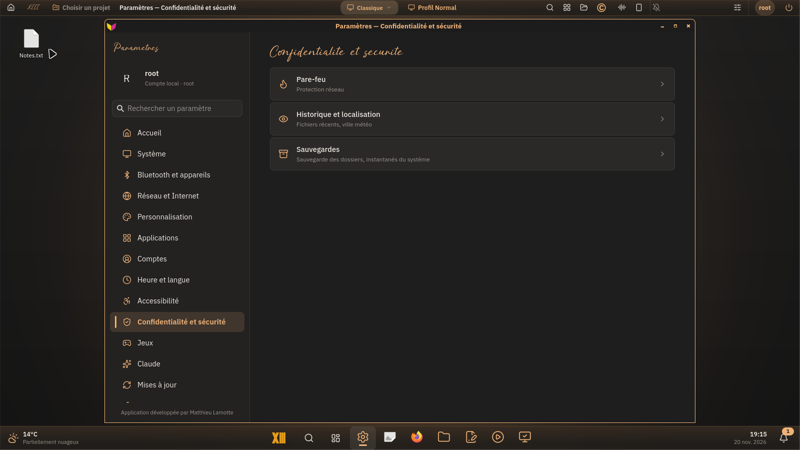 Choisir un projet
Paramètres — Confidentialité et sécurité
Classique
Profil Normal
root
Notes.txt
Paramètres — Confidentialité et sécurité
Paramètres
R
root
Compte local · root
Rechercher un paramètre
Accueil
Système
Bluetooth et appareils
Réseau et Internet
Personnalisation
Applications
Comptes
Heure et langue
Accessibilité
Confidentialité et sécurité
Jeux
Claude
Mises à jour
Application développée par Matthieu Lamotte
Confidentialité et sécurité
Pare-feu
Protection réseau
Historique et localisation
Fichiers récents, ville météo
Sauvegardes
Sauvegarde des dossiers, instantanés du système
14°C
Partiellement nuageux
XIII
19:15
20 nov. 2026
1